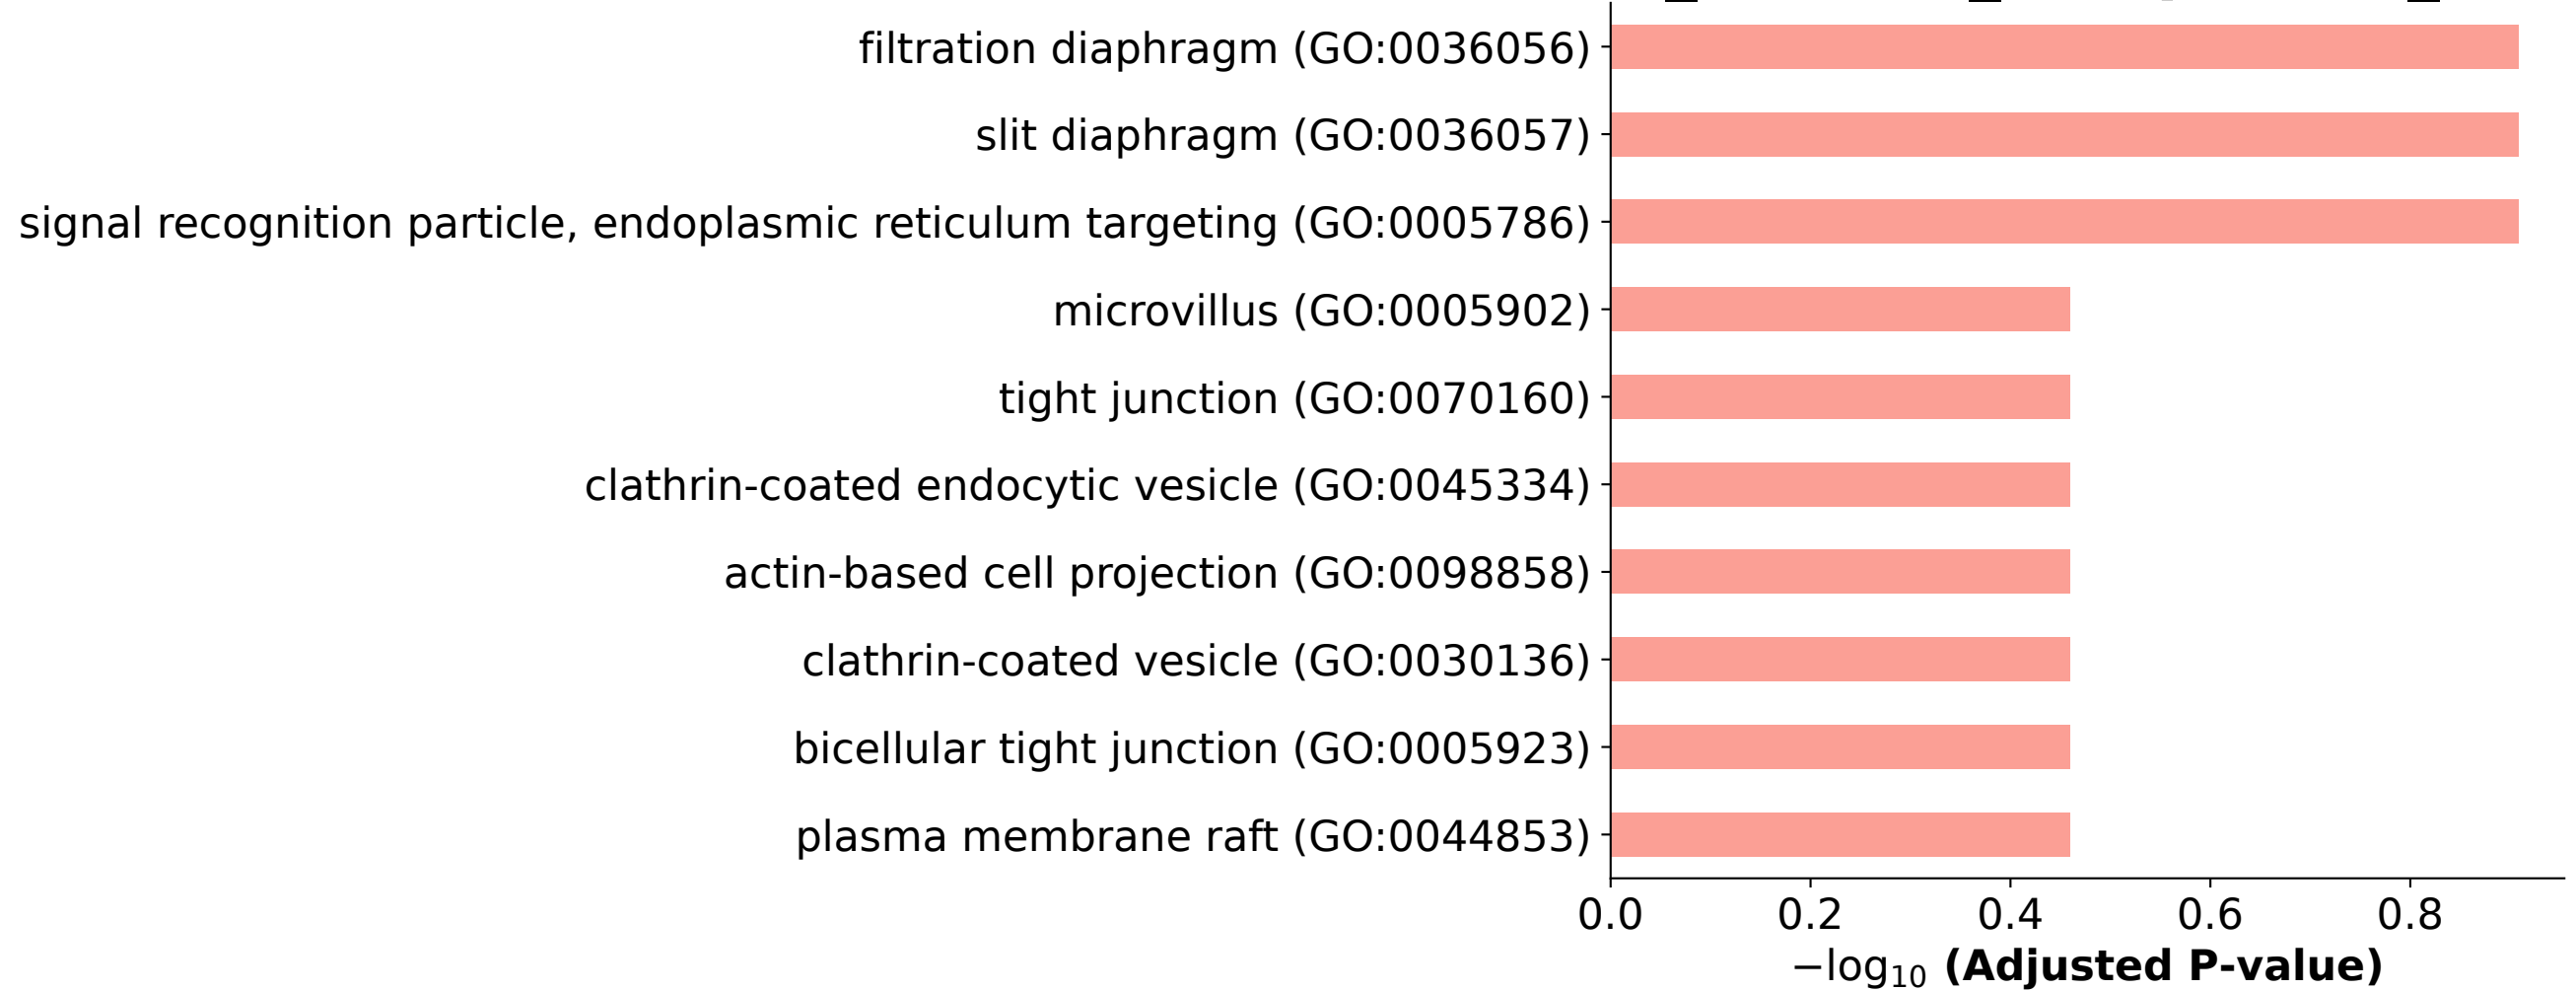 filtration diaphragm (GO:0036056)
slit diaphragm (GO:0036057)
signal recognition particle, endoplasmic reticulum targeting (GO:0005786)
microvillus (GO:0005902)
tight junction (GO:0070160)
clathrin-coated endocytic vesicle (GO:0045334)
actin-based cell projection (GO:0098858)
clathrin-coated vesicle (GO:0030136)
bicellular tight junction (GO:0005923)
plasma membrane raft (GO:0044853)
0.0 0.2 0.4 0.6 0.8
−log₁₀ (Adjusted P-value)